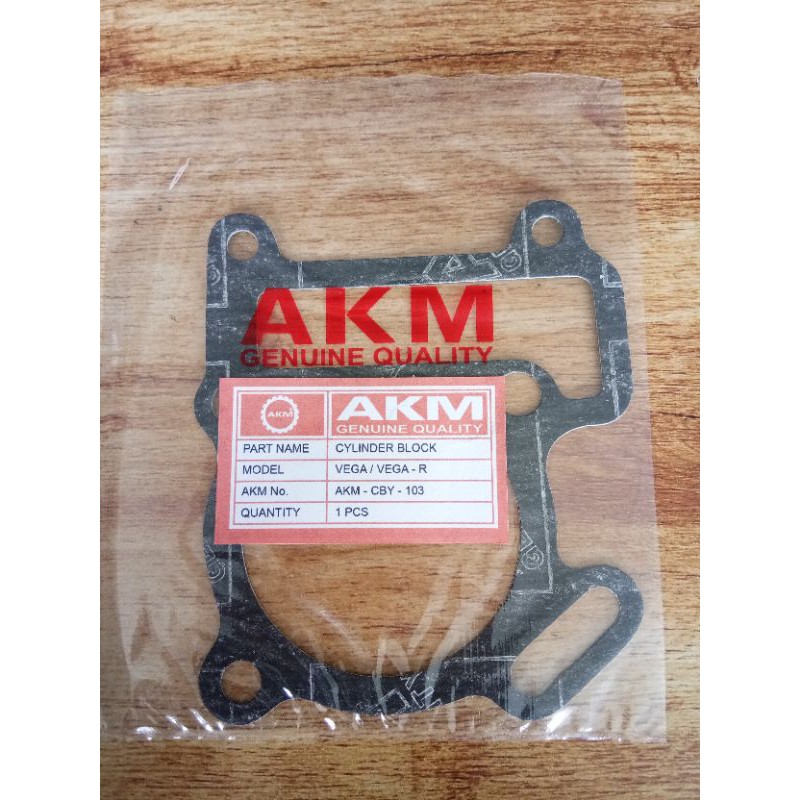 AKM
GENUINE QUALITY
AKM
AKM
GENUINE QUALITY
PART NAME CYLINDER BLOCK
MODEL VEGA / VEGA - R
AKM No. AKM - CBY - 103
QUANTITY 1 PCS